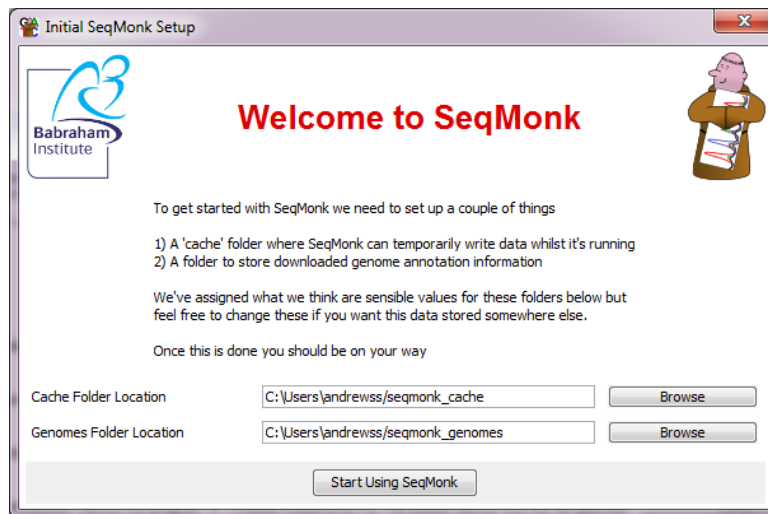 Initial SeqMonk Setup
Babraham
Institute
Welcome to SeqMonk
To get started with SeqMonk we need to set up a couple of things
1) A 'cache' folder where SeqMonk can temporarily write data whilst it's running
2) A folder to store downloaded genome annotation information
We've assigned what we think are sensible values for these folders below but
feel free to change these if you want this data stored somewhere else.
Once this is done you should be on your way
Cache Folder Location C:\Users\andrewss/seqmonk_cache Browse
Genomes Folder Location C:\Users\andrewss/seqmonk_genomes Browse
Start Using SeqMonk